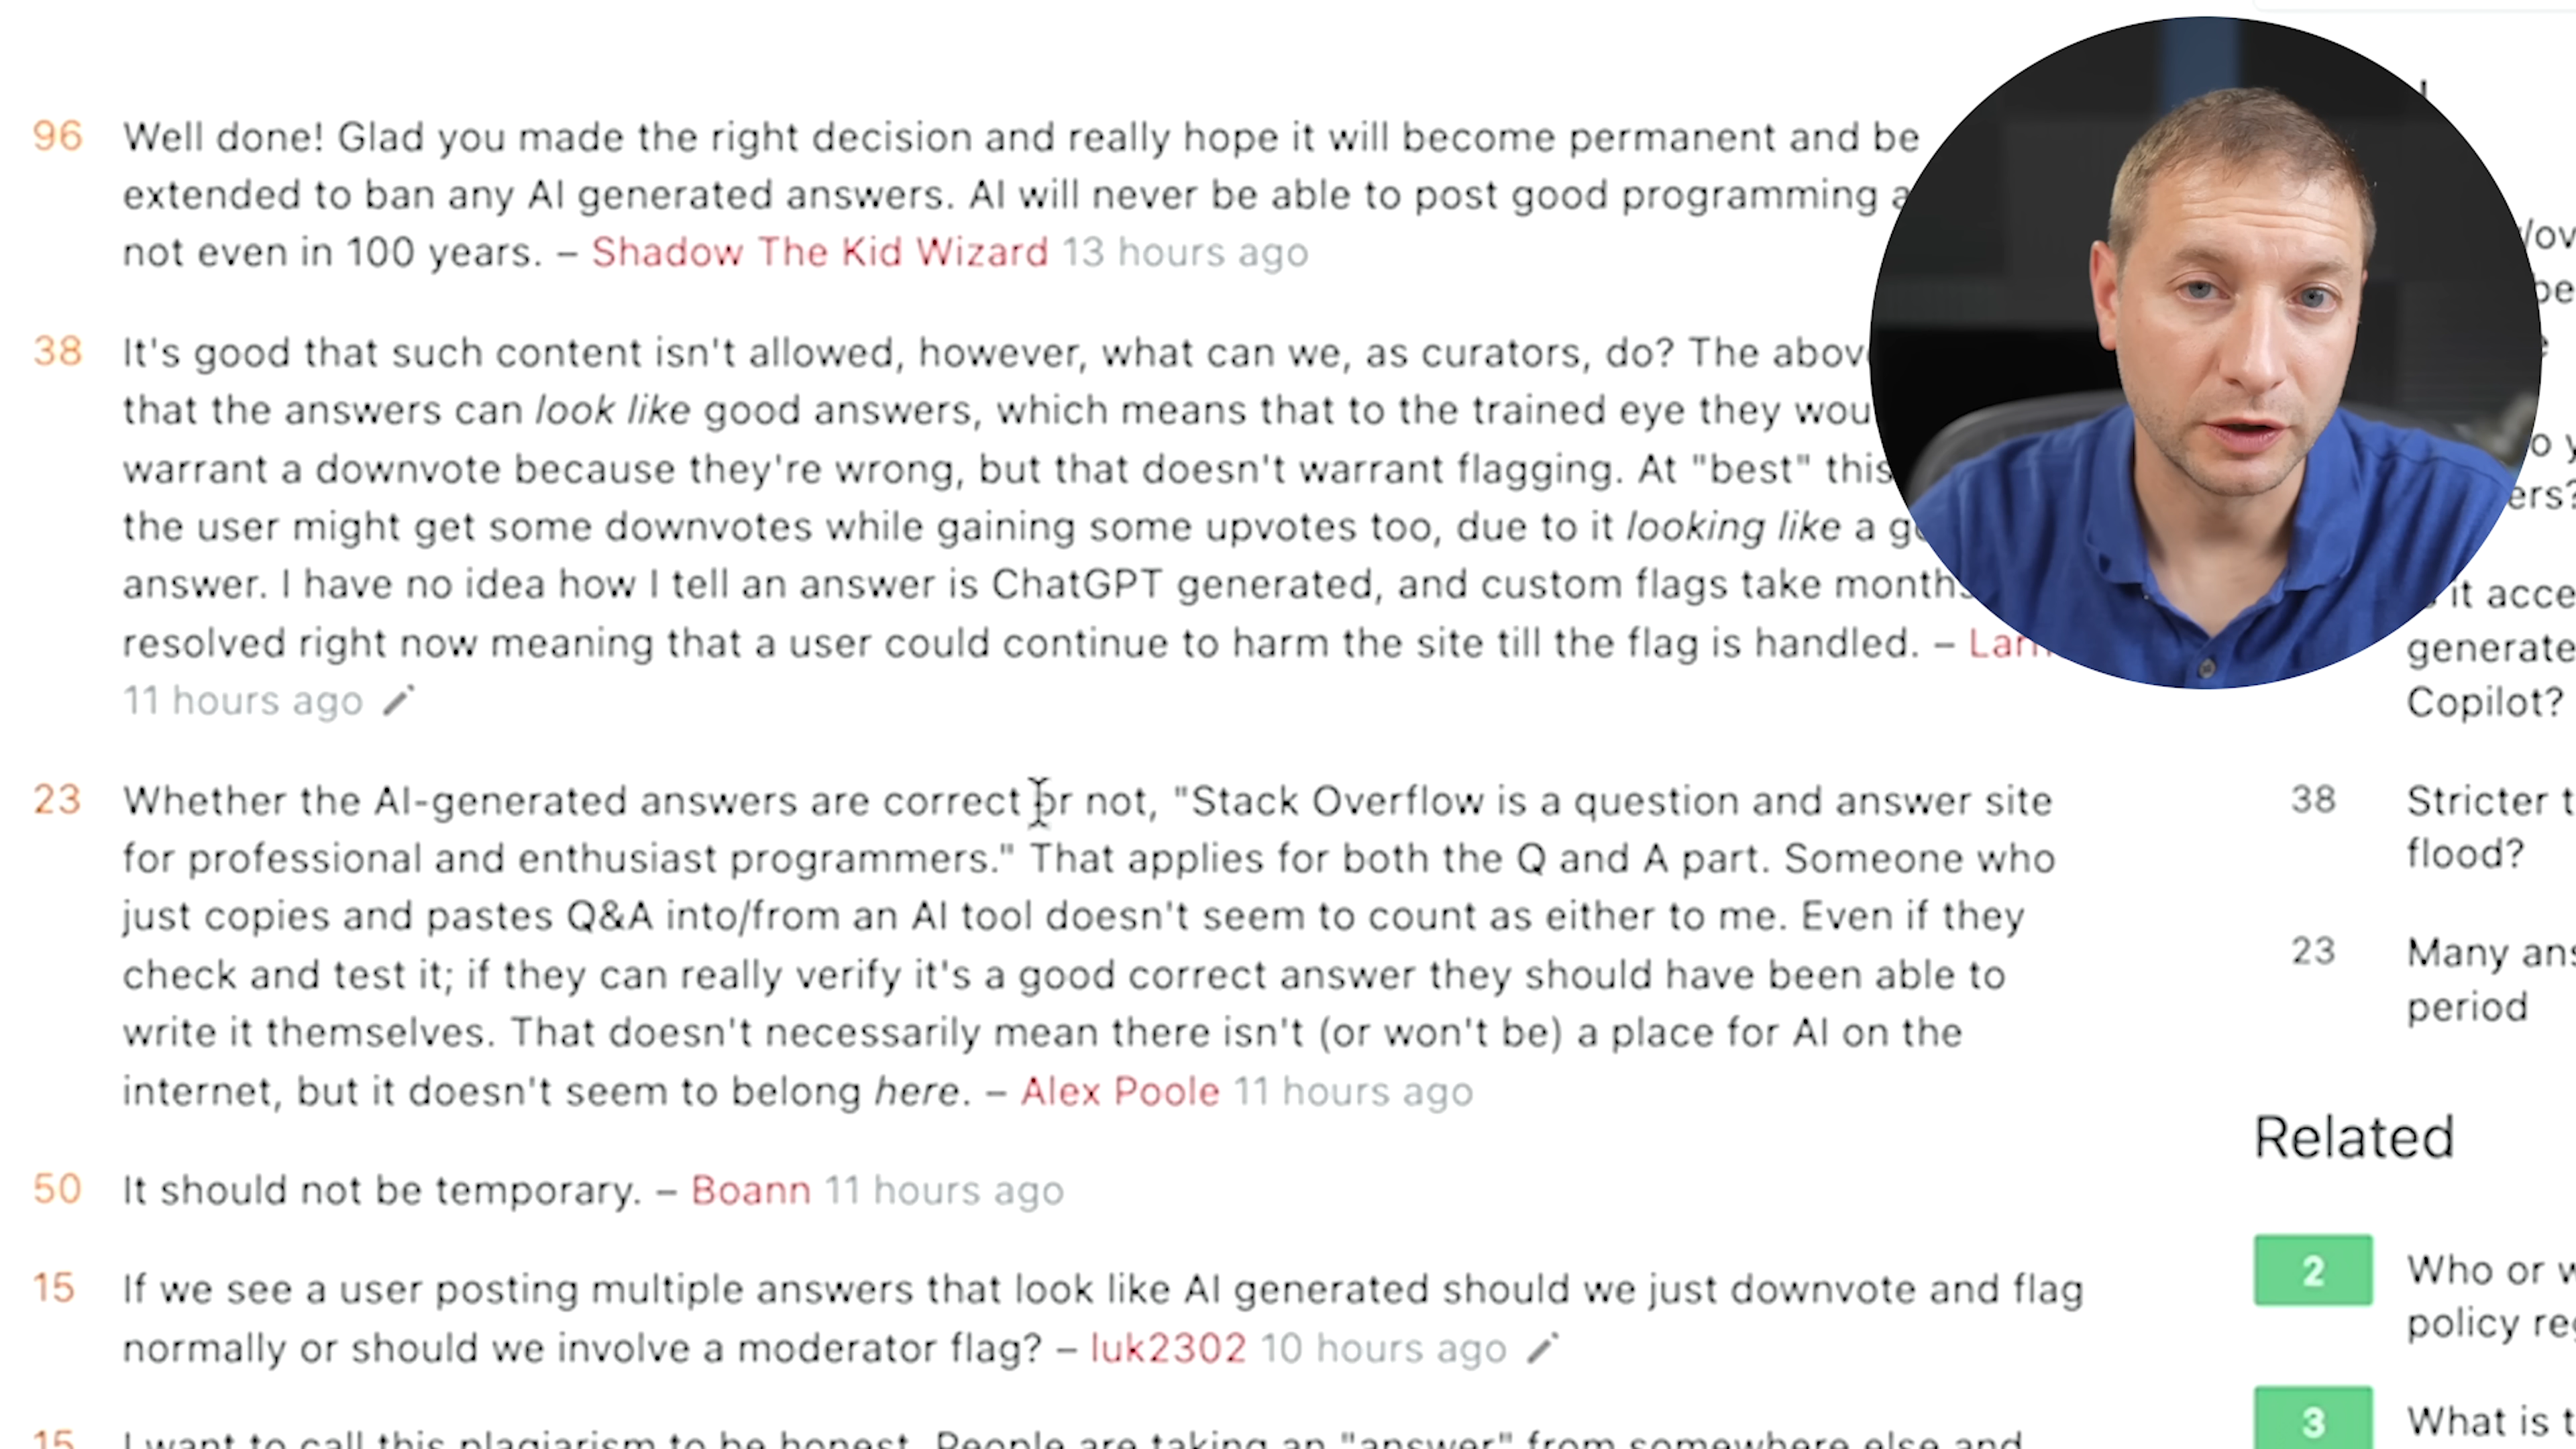 96 Well done! Glad you made the right decision and really hope it will become permanent and be
extended to ban any AI generated answers. AI will never be able to post good programming
not even in 100 years. – Shadow The Kid Wizard 13 hours ago
38 It's good that such content isn't allowed, however, what can we, as curators, do? The above
that the answers can look like good answers, which means that to the trained eye they
warrant a downvote because they're wrong, but that doesn't warrant flagging. At "best" this
the user might get some downvotes while gaining some upvotes too, due to it looking like a
answer. I have no idea how I tell an answer is ChatGPT generated, and custom flags take
resolved right now meaning that a user could continue to harm the site till the flag is handled. –
11 hours ago
23 Whether the AI-generated answers are correct or not, "Stack Overflow is a question and answer site
for professional and enthusiast programmers." That applies for both the Q and A part. Someone who
just copies and pastes Q&A into/from an AI tool doesn't seem to count as either to me. Even if they
check and test it; if they can really verify it's a good correct answer they should have been able to
write it themselves. That doesn't necessarily mean there isn't (or won't be) a place for AI on the
internet, but it doesn't seem to belong here. – Alex Poole 11 hours ago
50 It should not be temporary. – Boann 11 hours ago
15 If we see a user posting multiple answers that look like AI generated should we just downvote and flag
normally or should we involve a moderator flag? – luk2302 10 hours ago
15 I want to call this plagiarism to be honest. People are taking an "answer" from somewhere else and
it
Copilot?
38 Stricter
flood?
23 Many
period
Related
2 Who or
policy
3 What is